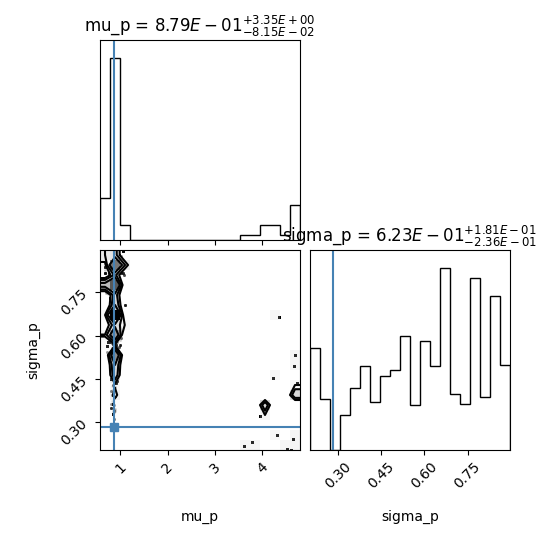 mu_p = 8.79E − 01+3.35E+00−8.15E−02
sigma_p = 6.23E − 01+1.81E−01−2.36E−01
0.75
0.60
0.45
0.30
sigma_p
1 2 3 4
mu_p
0.30 0.45 0.60 0.75
sigma_p